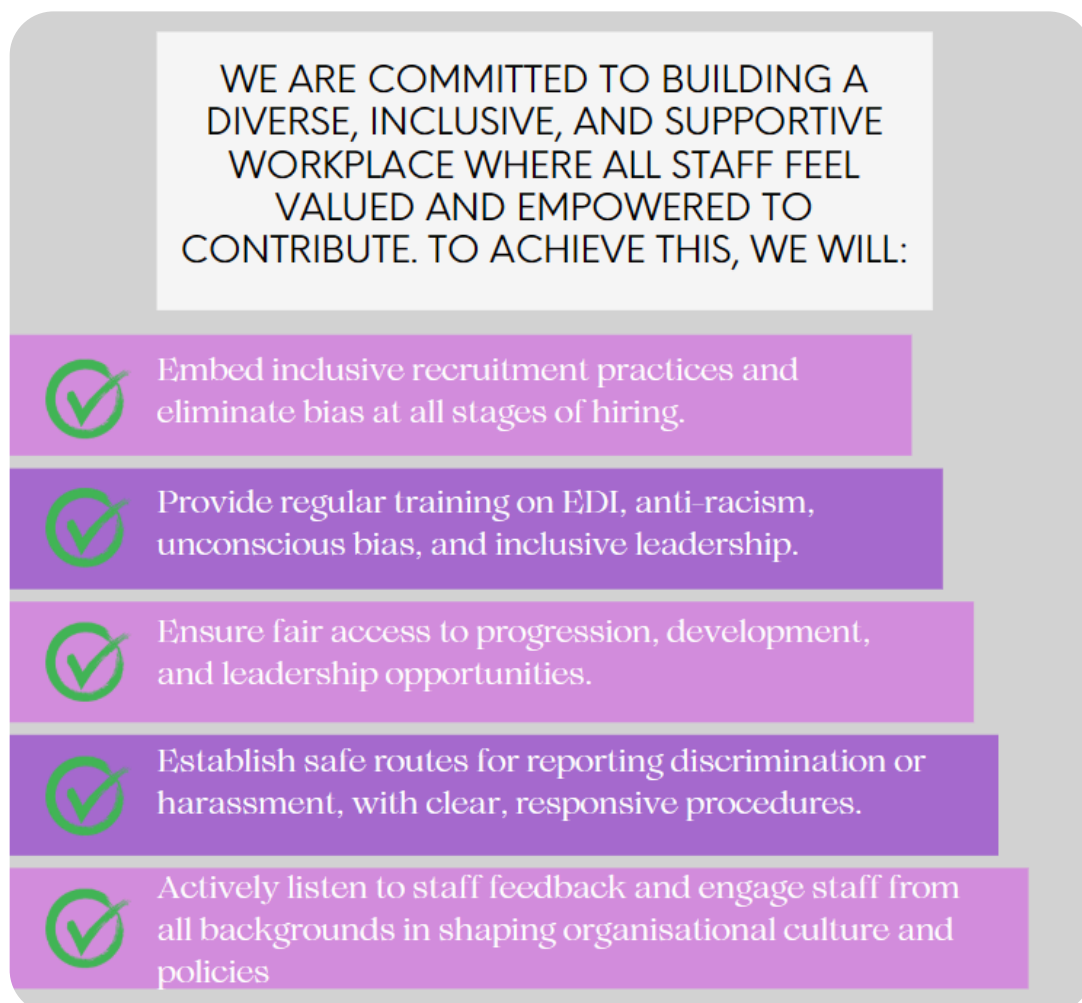 WE ARE COMMITTED TO BUILDING A
DIVERSE, INCLUSIVE, AND SUPPORTIVE
WORKPLACE WHERE ALL STAFF FEEL
VALUED AND EMPOWERED TO
CONTRIBUTE. TO ACHIEVE THIS, WE WILL:
Embed inclusive recruitment practices and
eliminate bias at all stages of hiring.
Provide regular training on EDI, anti-racism,
unconscious bias, and inclusive leadership.
Ensure fair access to progression, development,
and leadership opportunities.
Establish safe routes for reporting discrimination or
harassment, with clear, responsive procedures.
Actively listen to staff feedback and engage staff from
all backgrounds in shaping organisational culture and
policies